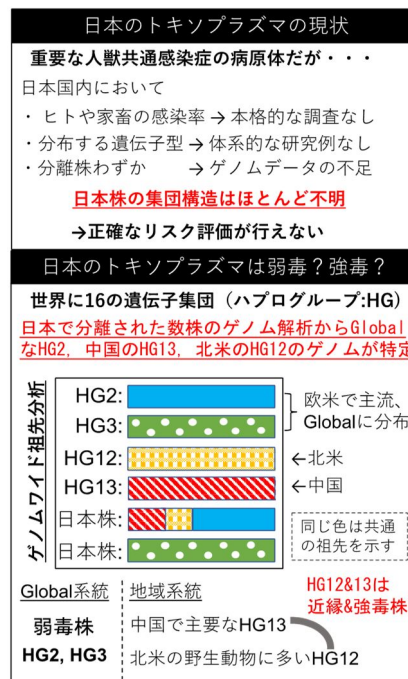 日本のトキソプラズマの現状
重要な人獣共通感染症の病原体だが・・・
日本国内において
・ ヒトや家畜の感染率 → 本格的な調査なし
・分布する遺伝子型 → 体系的な研究例なし
・分離株わずか → ゲノムデータの不足
日本株の集団構造はほとんど不明
→正確なリスク評価が行えない
日本のトキソプラズマは弱毒？強毒？
世界に16の遺伝子集団（ハプログループ:HG）
日本で分離された数株のゲノム解析からGlobal
なHG2, 中国のHG13, 北米のHG12のゲノムが特定
ゲノムワイド祖先分析
HG2:
HG3:
欧米で主流、
Globalに分布
HG12:
←北米
HG13:
←中国
日本株:
日本株:
同じ色は共通
の祖先を示す
Global系統
弱毒株
HG2, HG3
地域系統
中国で主要なHG13
北米の野生動物に多いHG12
HG12&13は
近縁&強毒株